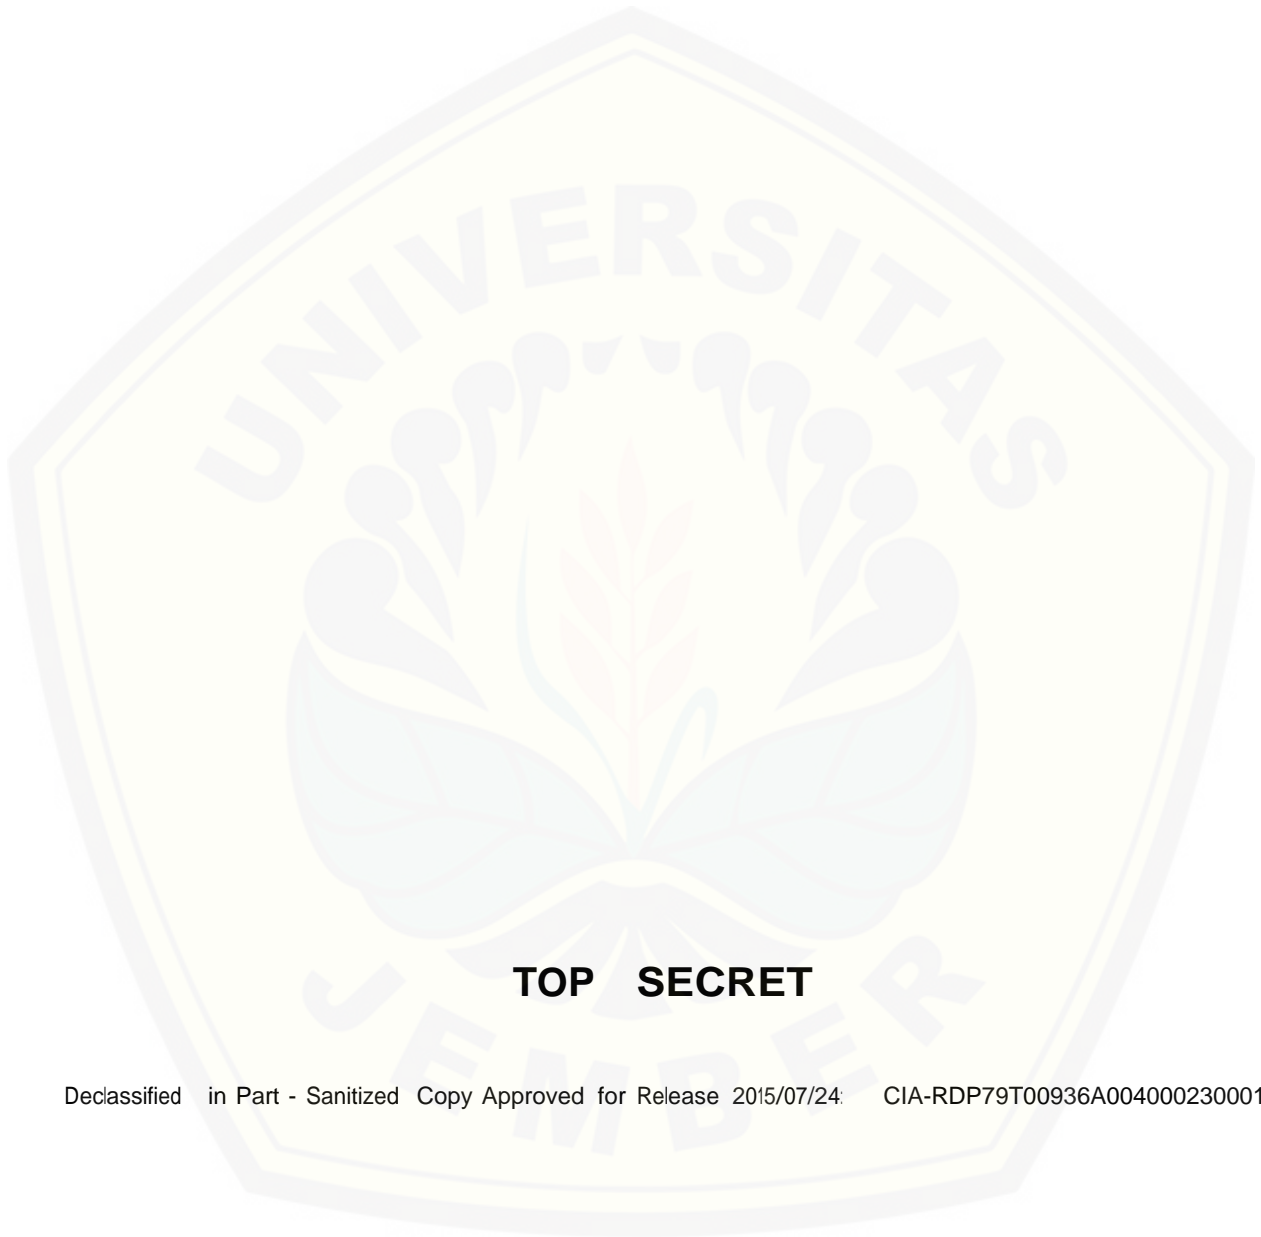 UNIVERSITAS
TOP SECRET
JEMBER
Declassified in Part - Sanitized Copy Approved for Release 2015/07/24: CIA-RDP79T00936A004000230001